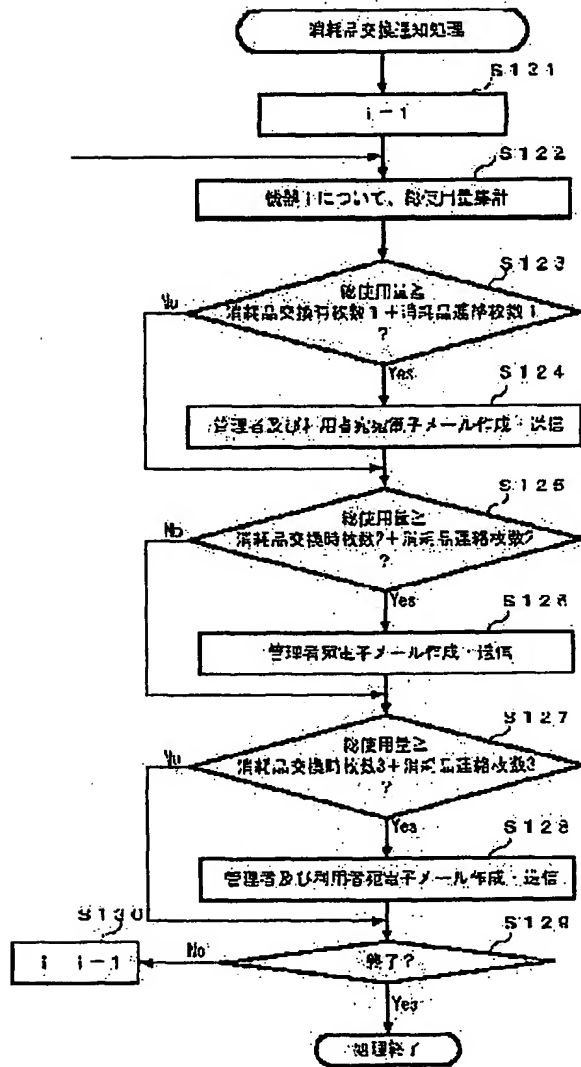 消耗品交換通知処理
S121
i-1
S122
機器iについて、総使用量集計
S123
総使用量≧
消耗品交換時枚数1+消耗品連絡枚数1
?
No
Yes
S124
管理者及び利用者宛電子メール作成・送信
S125
総使用量≧
消耗品交換時枚数2+消耗品連絡枚数2
?
No
Yes
S126
管理者宛電子メール作成・送信
S127
総使用量≧
消耗品交換時枚数3+消耗品連絡枚数3
?
No
Yes
S128
管理者及び利用者宛電子メール作成・送信
S130
S129
i i-1
No
終了?
Yes
処理終了